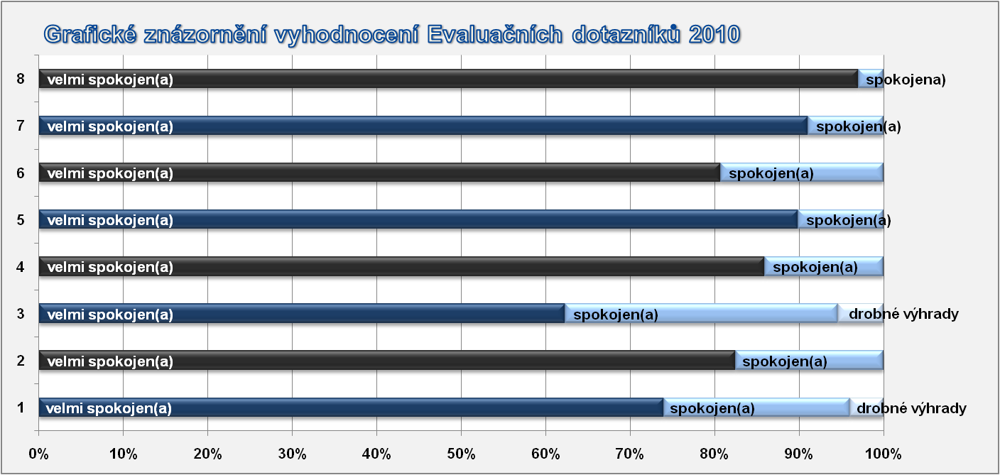 Grafické znázornění vyhodnocení Evaluačních dotazníků 2010
8 velmi spokojen(a) spokojena)
7 velmi spokojen(a) spokojen(a)
6 velmi spokojen(a) spokojen(a)
5 velmi spokojen(a) spokojen(a)
4 velmi spokojen(a) spokojen(a)
3 velmi spokojen(a) spokojen(a) drobné výhrady
2 velmi spokojen(a) spokojen(a)
1 velmi spokojen(a) spokojen(a) drobné výhrady
0% 10% 20% 30% 40% 50% 60% 70% 80% 90% 100%